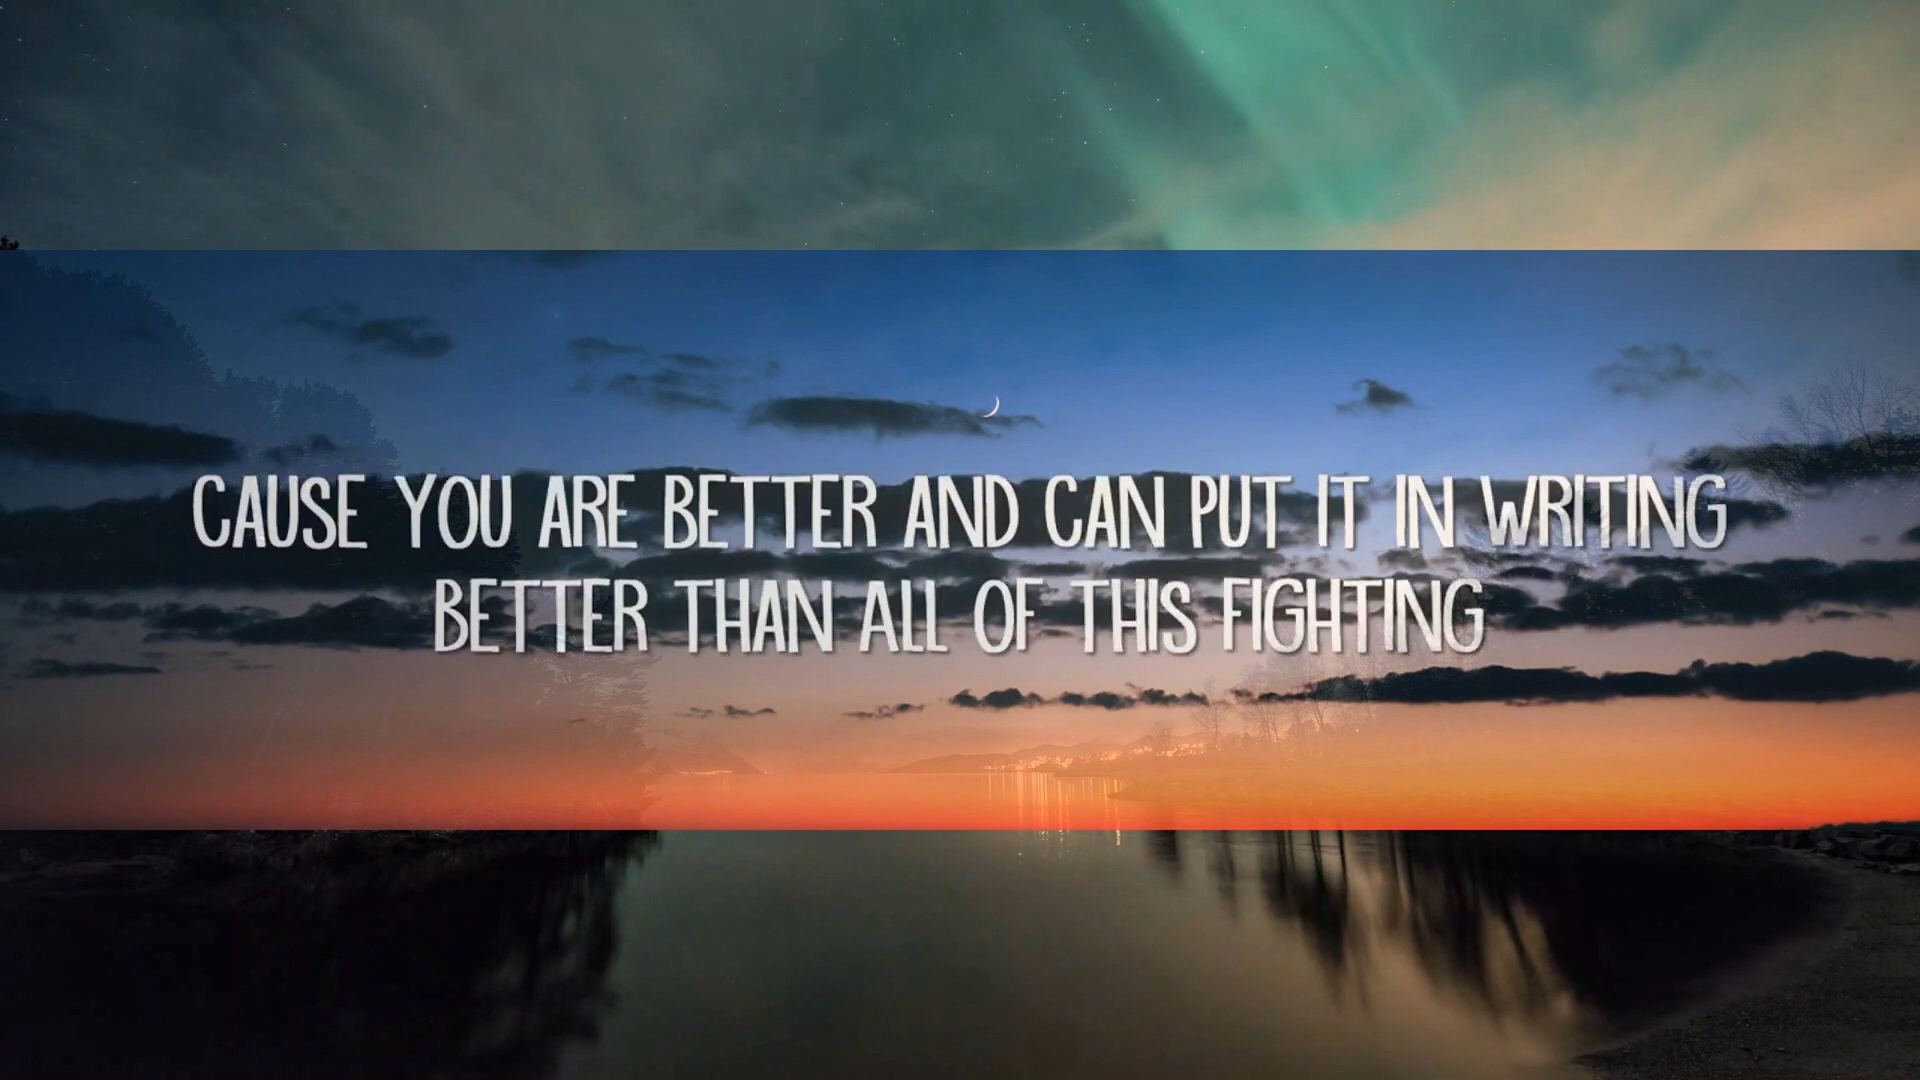 CAUSE YOU ARE BETTER AND CAN PUT IT IN WRITING
BETTER THAN ALL OF THIS FIGHTING